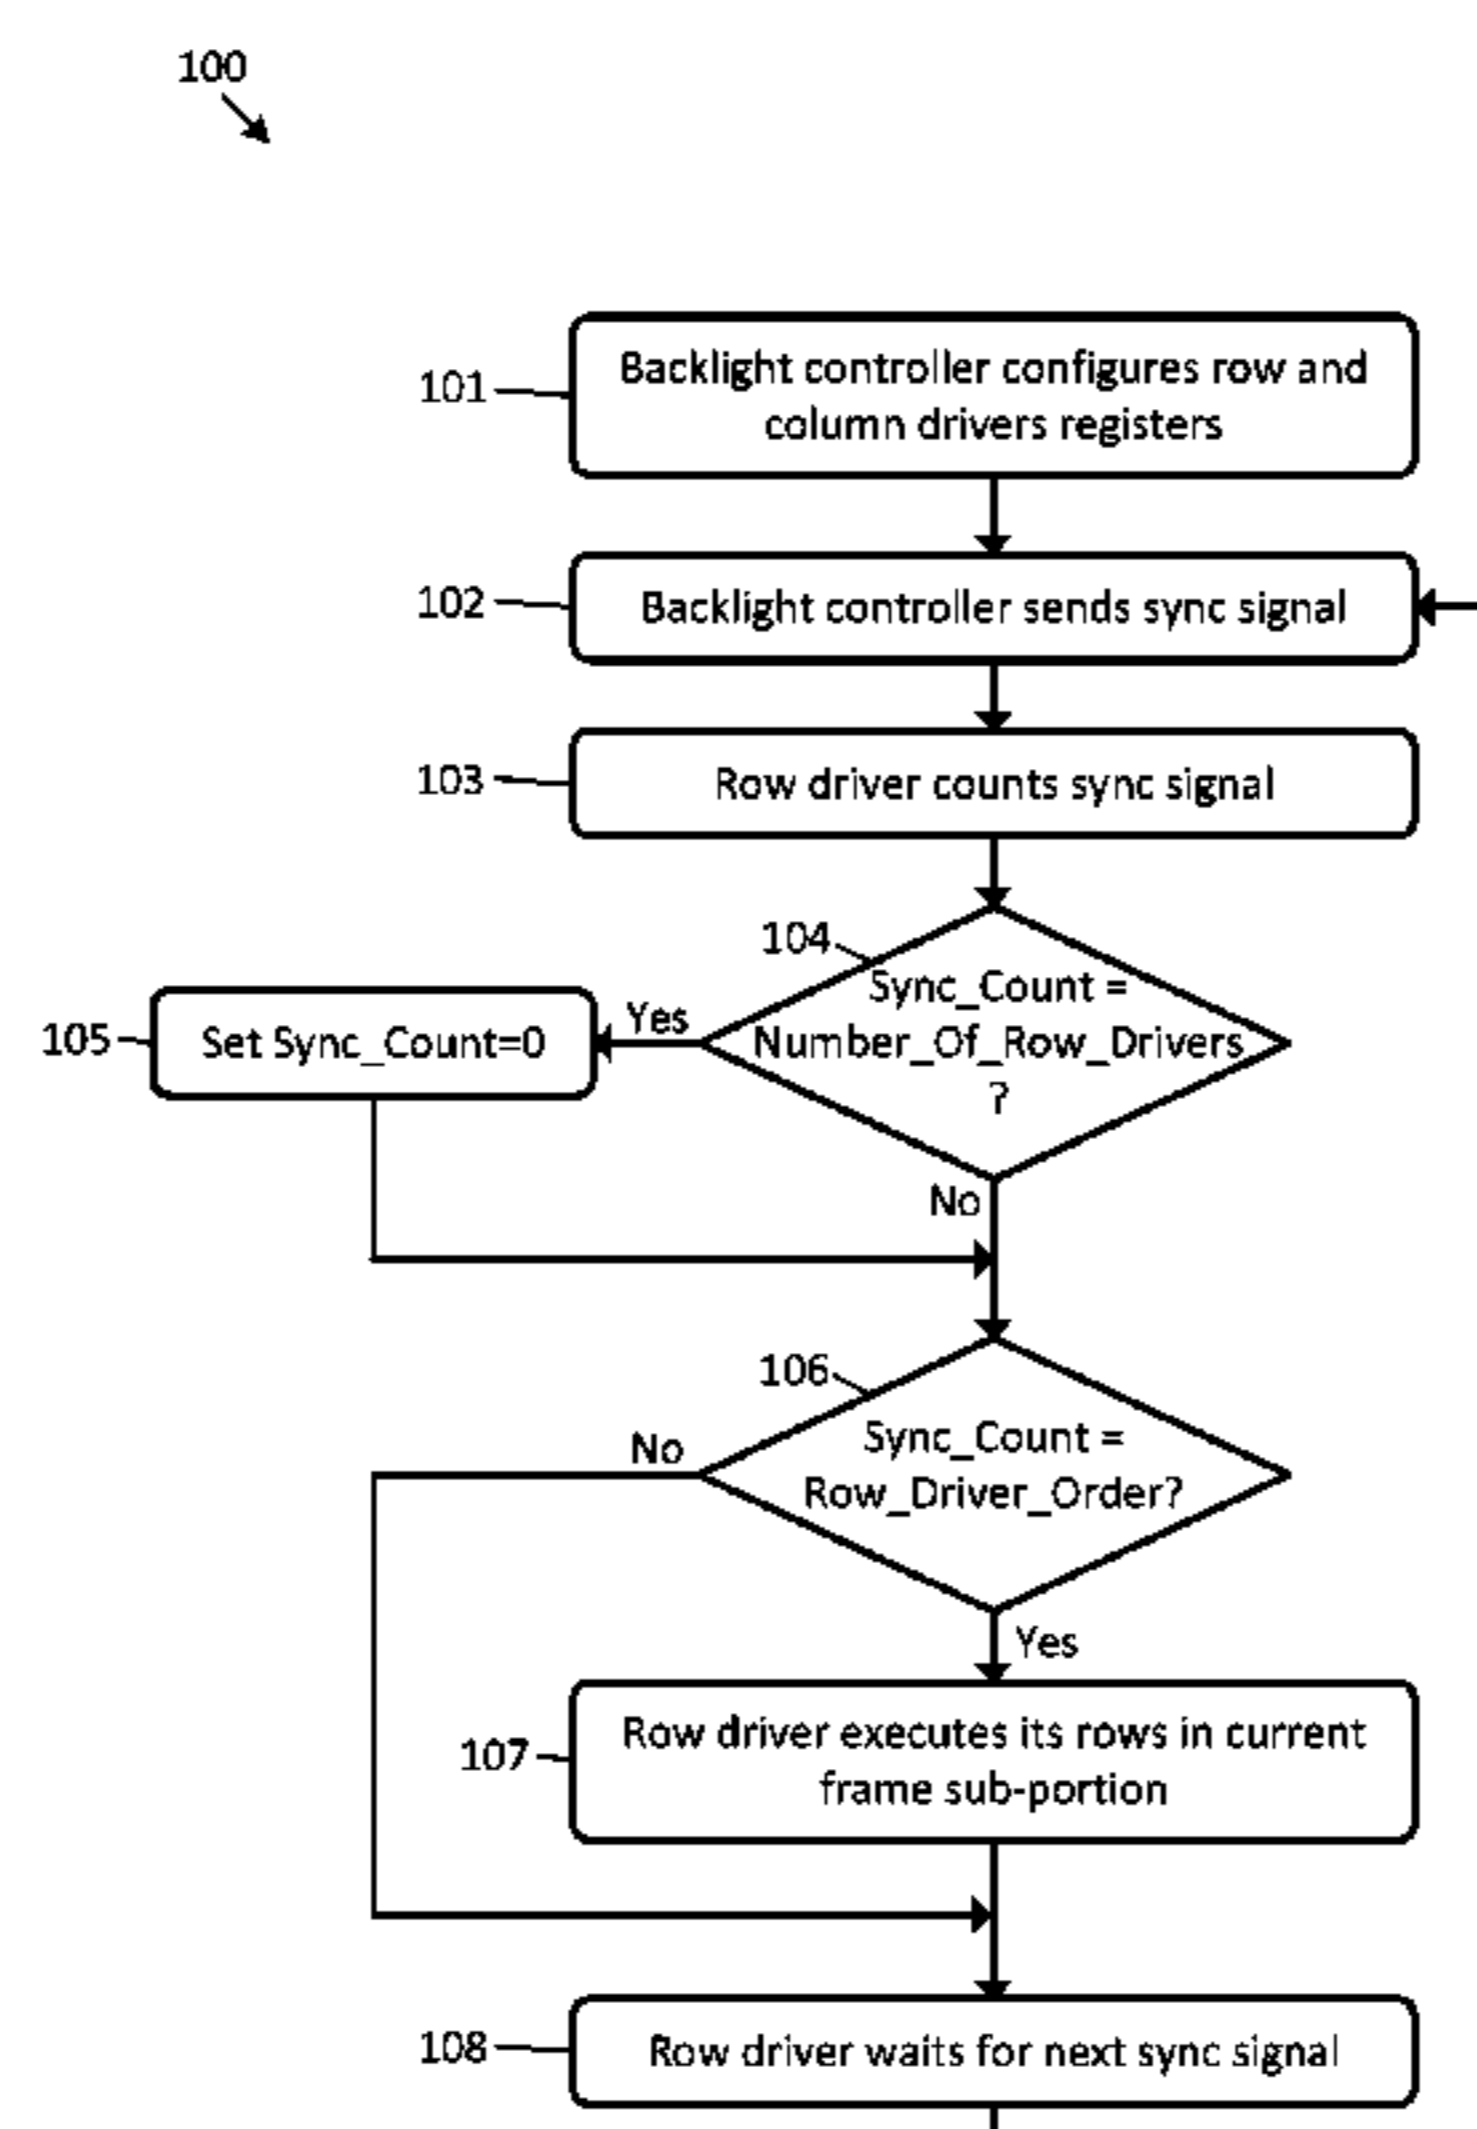 100
101
Backlight controller configures row and
column drivers registers
102
Backlight controller sends sync signal
103
Row driver counts sync signal
104
Sync_Count =
Number_Of_Row_Drivers
?
Yes
105
Set Sync_Count=0
No
106
Sync_Count =
Row_Driver_Order?
No
Yes
107
Row driver executes its rows in current
frame sub-portion
108
Row driver waits for next sync signal